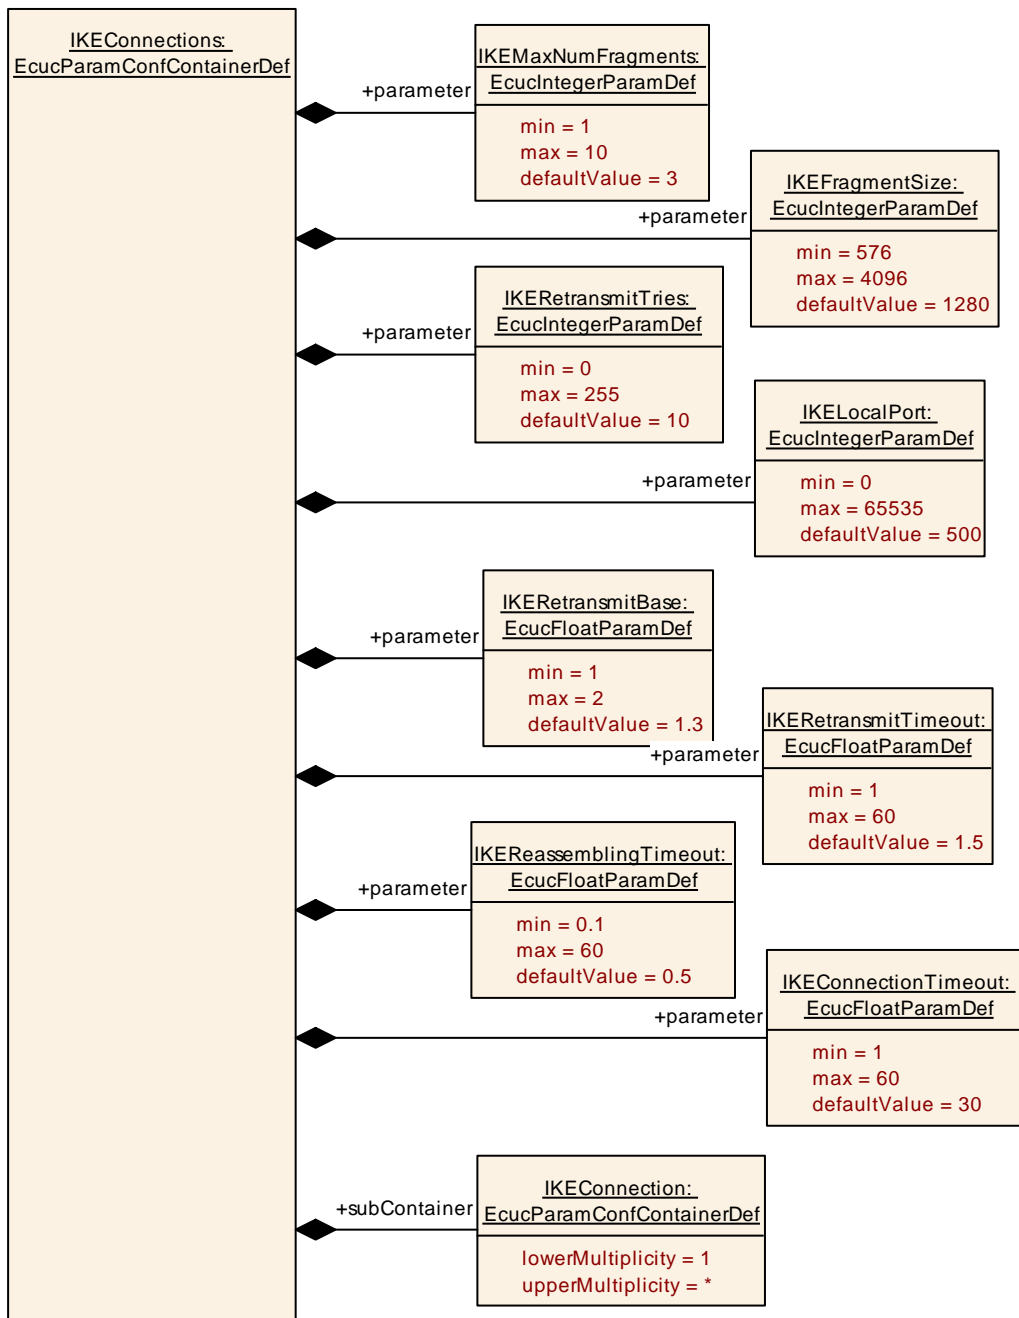 IKEConnections:
EcucParamConfContainerDef
IKEMaxNumFragments:
EcucIntegerParamDef
+parameter
min = 1
max = 10
defaultValue = 3
IKEFragmentSize:
EcucIntegerParamDef
+parameter
min = 576
max = 4096
defaultValue = 1280
IKERetransmitTries:
EcucIntegerParamDef
+parameter
min = 0
max = 255
defaultValue = 10
IKELocalPort:
EcucIntegerParamDef
+parameter
min = 0
max = 65535
defaultValue = 500
IKERetransmitBase:
EcucFloatParamDef
+parameter
min = 1
max = 2
defaultValue = 1.3
IKERetransmitTimeout:
EcucFloatParamDef
+parameter
min = 1
max = 60
defaultValue = 1.5
IKEReassemblingTimeout:
EcucFloatParamDef
+parameter
min = 0.1
max = 60
defaultValue = 0.5
IKEConnectionTimeout:
EcucFloatParamDef
+parameter
min = 1
max = 60
defaultValue = 30
IKEConnection:
EcucParamConfContainerDef
+subContainer
lowerMultiplicity = 1
upperMultiplicity = *